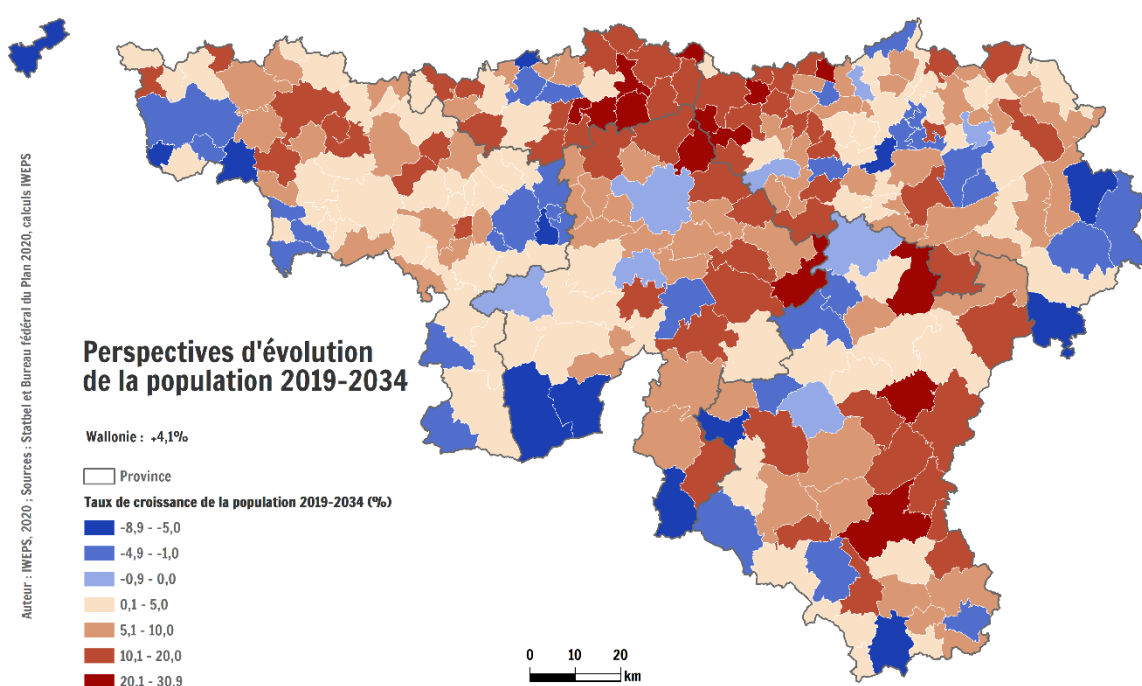 Perspectives d'évolution
de la population 2019-2034
Wallonie : +4,1%
Province
Taux de croissance de la population 2019-2034 (%)
-8,9 - -5,0
-4,9 - -1,0
-0,9 - 0,0
0,1 - 5,0
5,1 - 10,0
10,1 - 20,0
20,1 - 30,9
0 10 20
km
Auteur : IWEPS, 2020 ; Sources : Statbel et Bureau fédéral du Plan 2020, calculs IWEPS